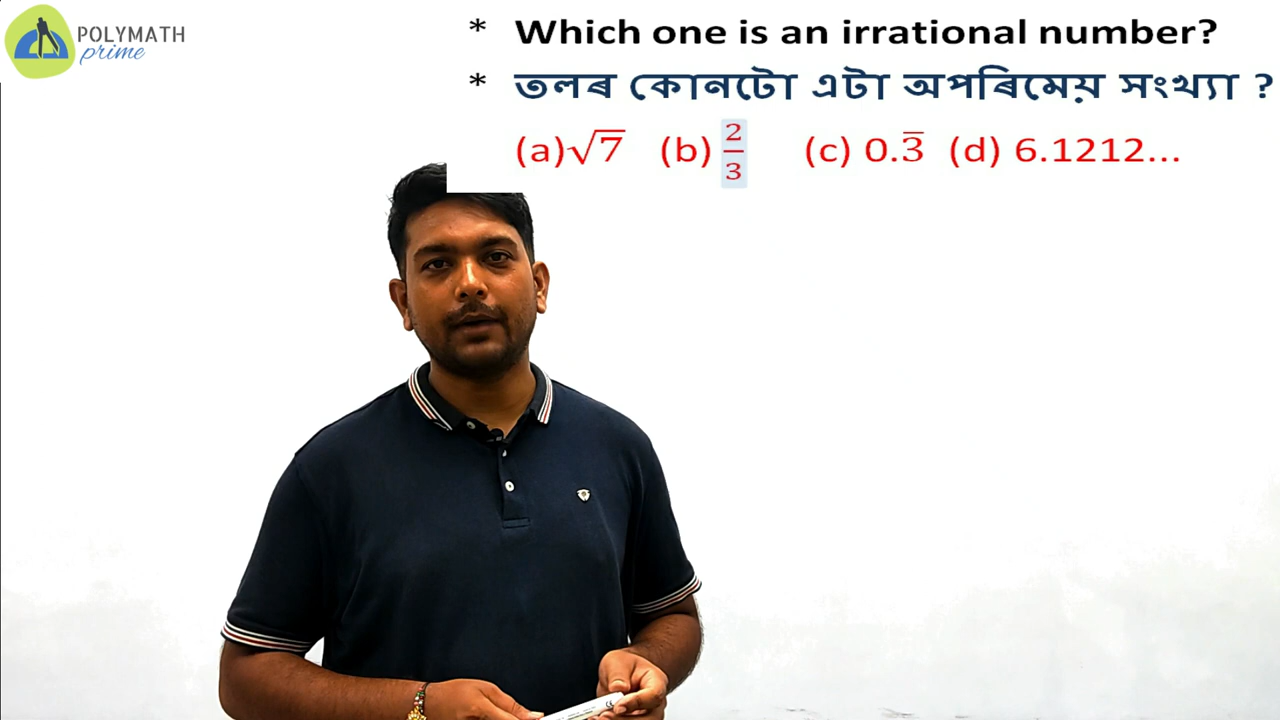 POLYMATH
prime
* Which one is an irrational number?
* তলৰ কোনটো এটা অপৰিমেয় সংখ্যা ?
(a)√7 (b) 2/3 (c) 0.3̅ (d) 6.1212...